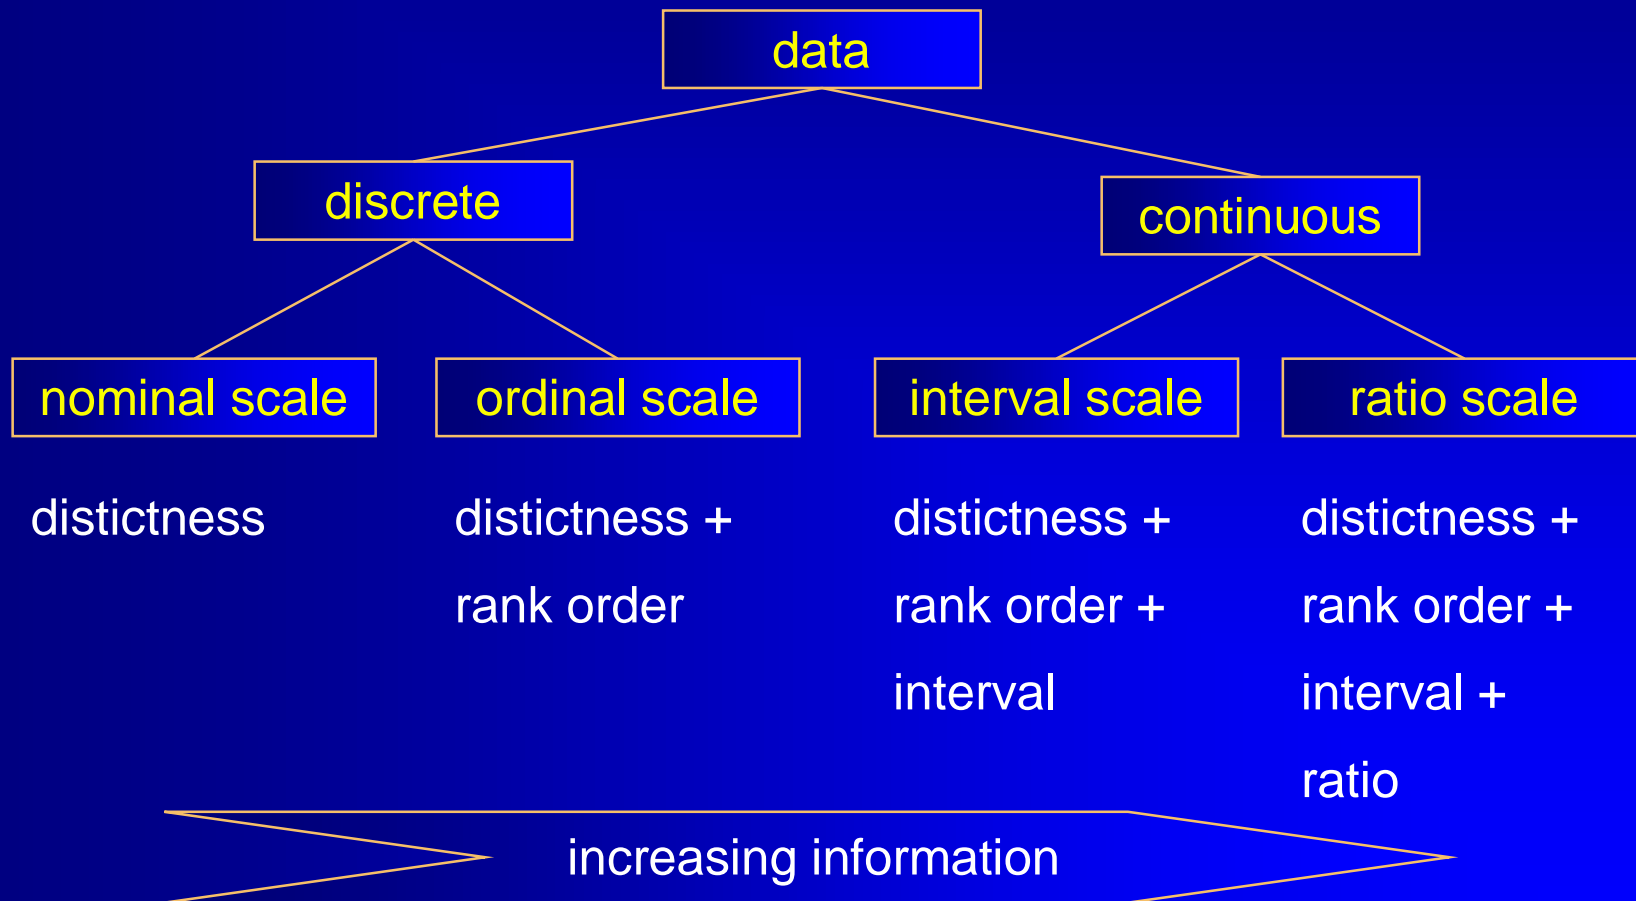 data
discrete
continuous
nominal scale
ordinal scale
interval scale
ratio scale
distictness
distictness +
rank order
distictness +
rank order +
interval
distictness +
rank order +
interval +
ratio
increasing information